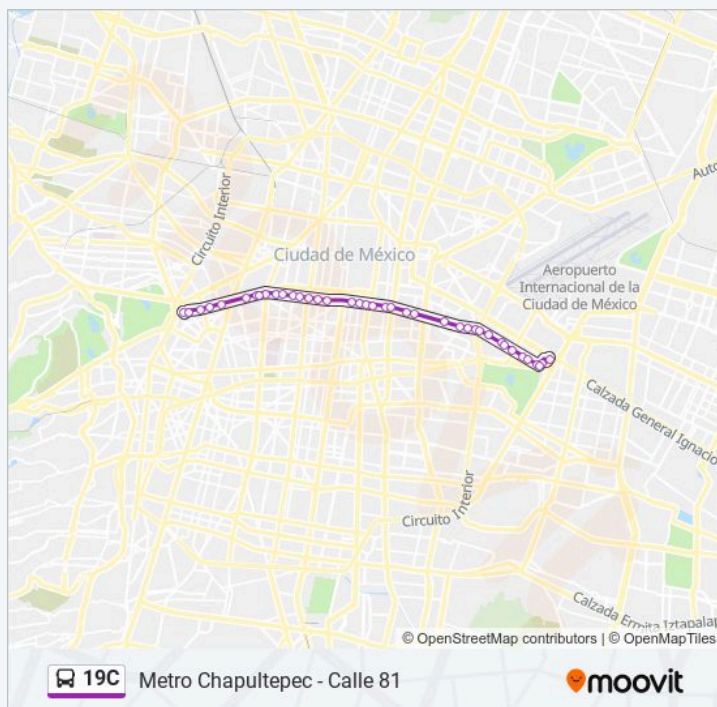 Circuito Interior
Ciudad de México
Auto
Aeropuerto
Internacional de la
Ciudad de México
Calzada General Ignacio
Circuito Interior
Calzada Ermita Iztapalap
© OpenStreetMap contributors | © OpenMapTiles
19C Metro Chapultepec - Calle 81
moovit